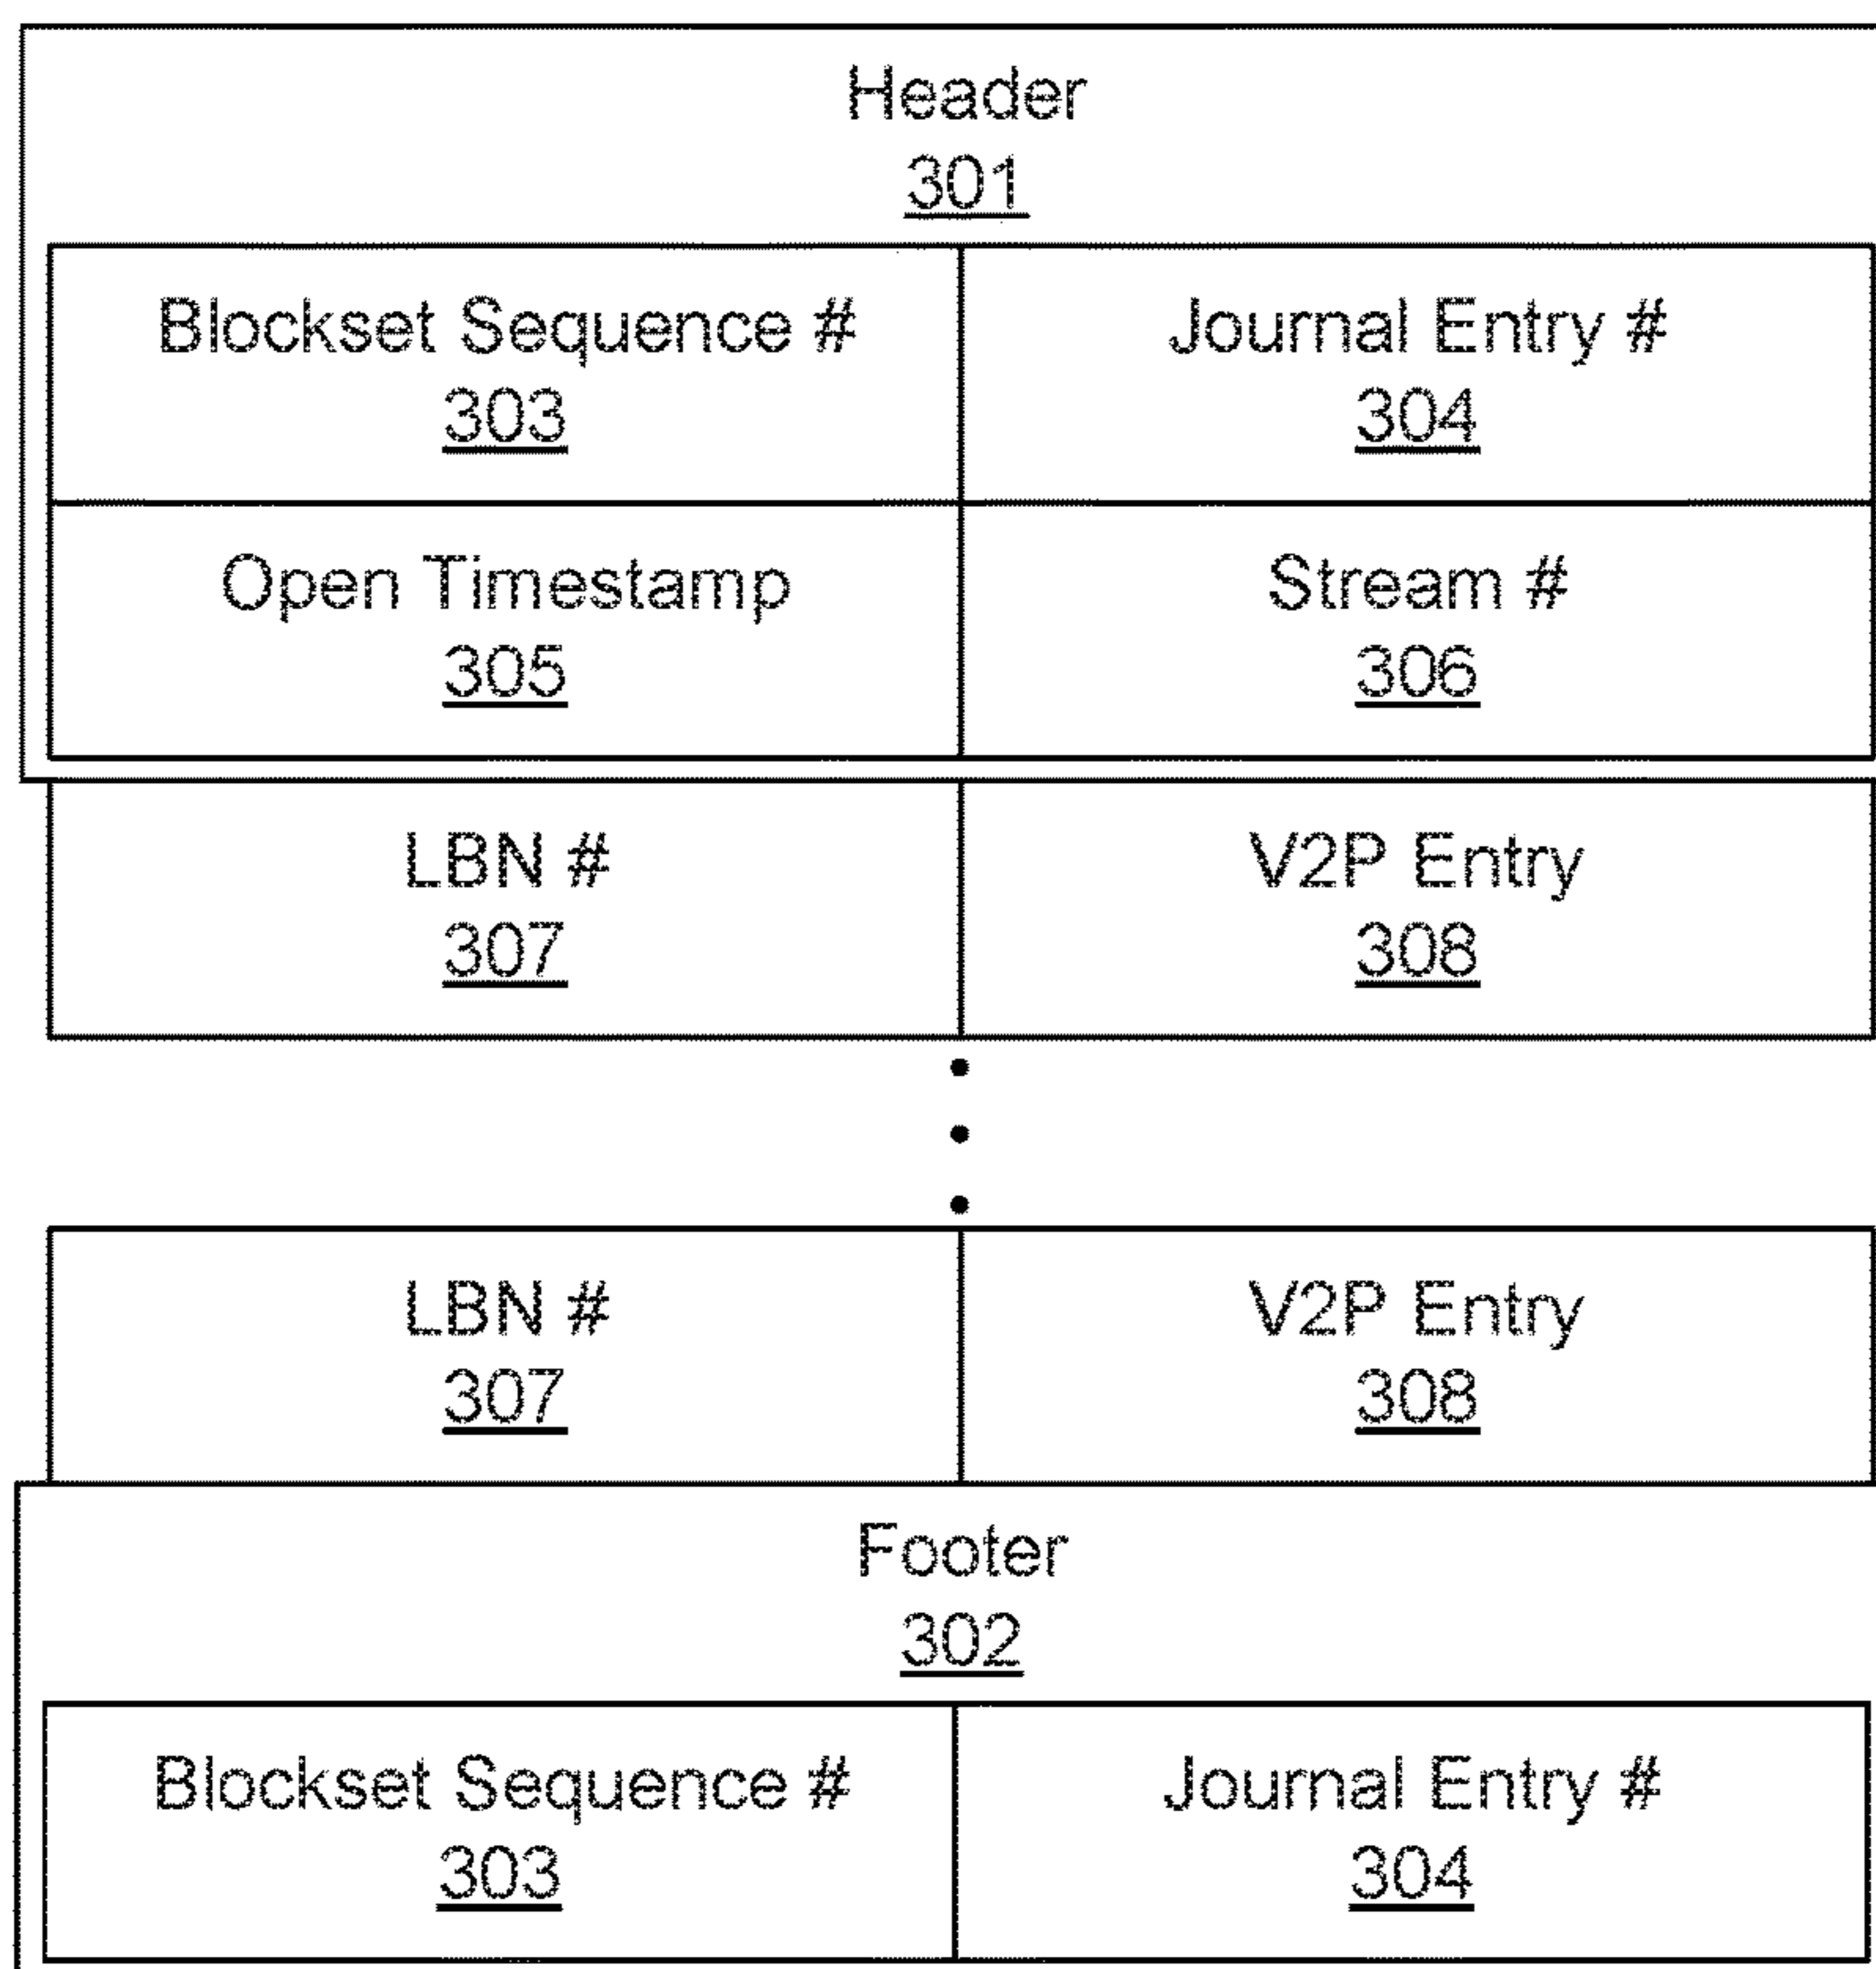 Header
301
Blockset Sequence # Journal Entry #
303 304
Open Timestamp Stream #
305 306
LBN # V2P Entry
307 308
LBN # V2P Entry
307 308
Footer
302
Blockset Sequence # Journal Entry #
303 304